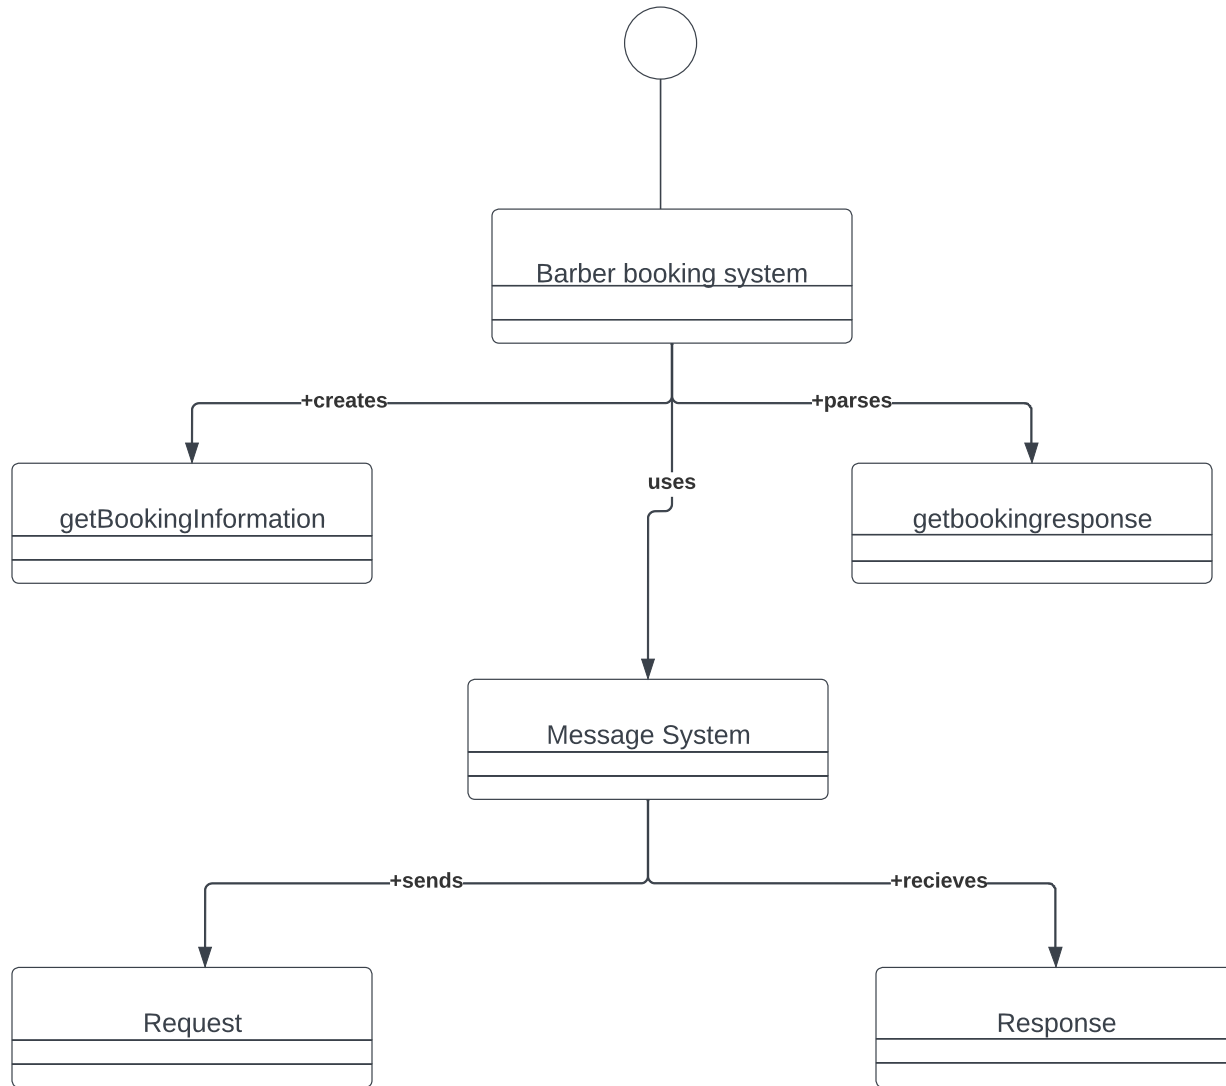 Barber booking system
+creates
+parses
uses
getBookingInformation
getbookingresponse
Message System
+sends
+recieves
Request
Response